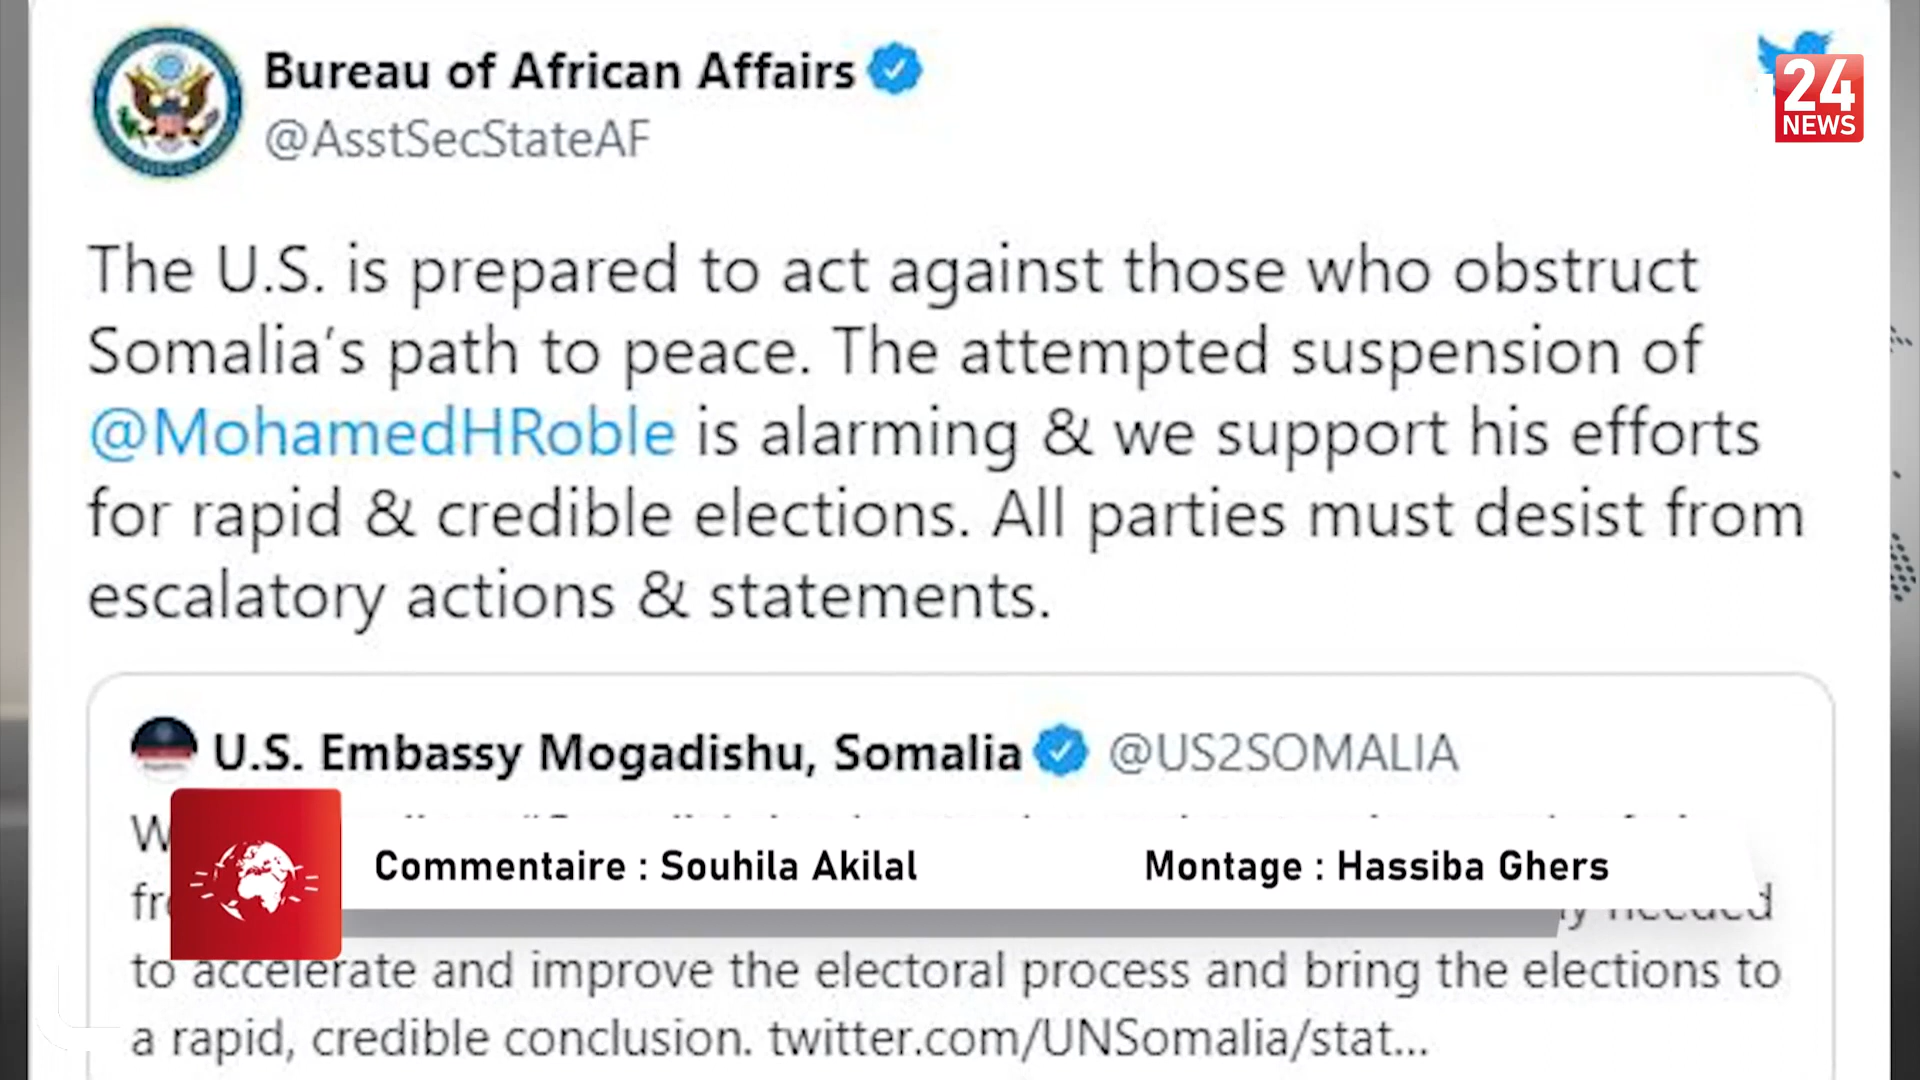 Bureau of African Affairs
@AsstSecStateAF
24
NEWS
The U.S. is prepared to act against those who obstruct
Somalia's path to peace. The attempted suspension of
@MohamedHRoble is alarming & we support his efforts
for rapid & credible elections. All parties must desist from
escalatory actions & statements.
U.S. Embassy Mogadishu, Somalia @US2SOMALIA
Commentaire : Souhila Akilal Montage : Hassiba Ghers
needed
to accelerate and improve the electoral process and bring the elections to
a rapid, credible conclusion. twitter.com/UNSomalia/stat...